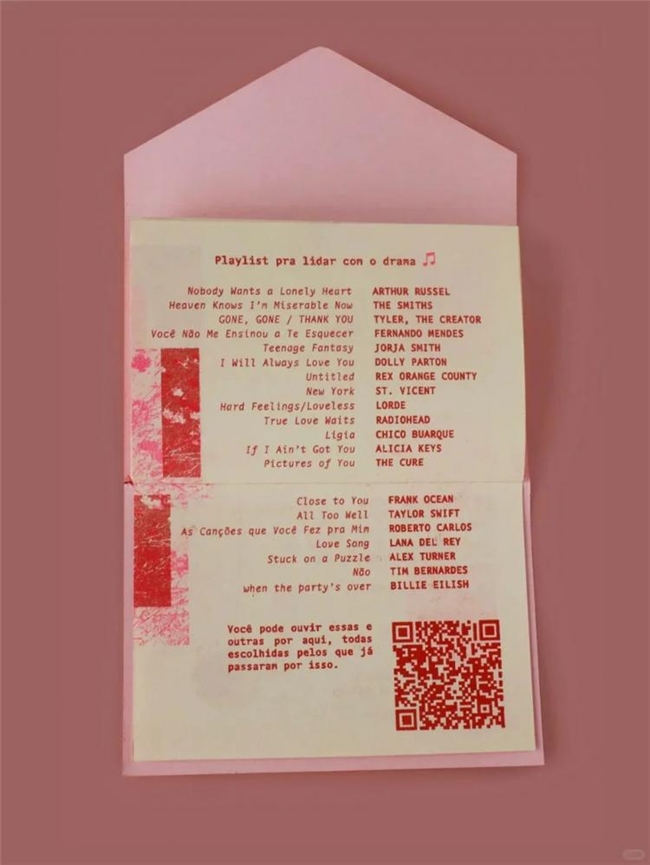 Playlist pra lidar com o drama ♫
Nobody Wants a Lonely Heart ARTHUR RUSSEL
Heaven Knows I'm Miserable Now THE SMITHS
GONE, GONE / THANK YOU TYLER, THE CREATOR
Você Não Me Ensinou a Te Esquecer FERNANDO MENDES
Teenage Fantasy JORJA SMITH
I Will Always Love You DOLLY PARTON
Untitled REX ORANGE COUNTY
New York ST. VICENT
Hard Feelings/Loveless LORDE
True Love Waits RADIOHEAD
Ligia CHICO BUARQUE
If I Ain't Got You ALICIA KEYS
Pictures of You THE CURE
Close to You FRANK OCEAN
All Too Well TAYLOR SWIFT
As Canções que Você Fez pra Mim ROBERTO CARLOS
Love Song LANA DEL REY
Stuck on a Puzzle ALEX TURNER
Não TIM BERNARDES
when the party's over BILLIE EILISH
Você pode ouvir essas e
outras por aqui, todas
escolhidas pelos que já
passaram por isso.